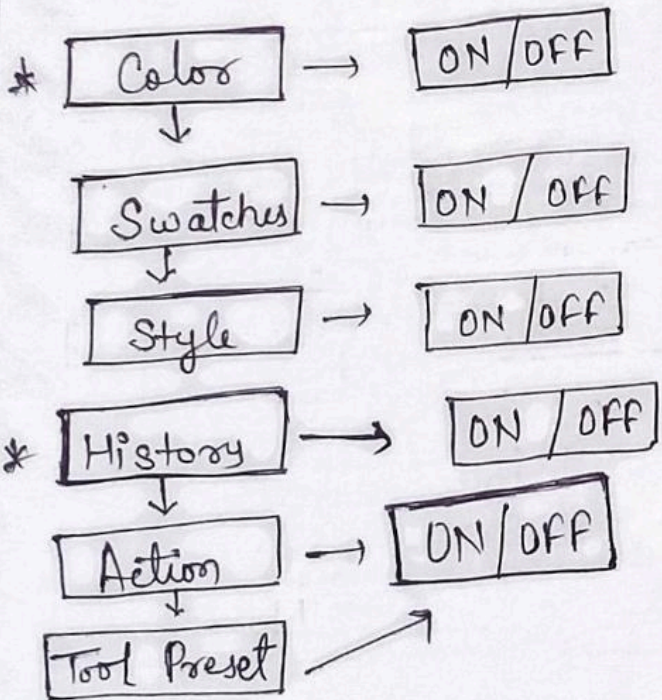 * Color → ON / OFF
Swatches → ON / OFF
Style → ON / OFF
* History → ON / OFF
Action → ON / OFF
Tool Preset